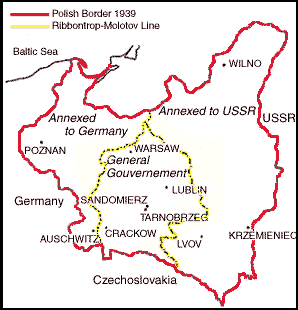 Polish Border 1939
Ribbontrop-Molotov Line
Baltic Sea
WILNO
Annexed
to Germany
Annexed to USSR
USSR
POZNAN
WARSAW
General
Gouvernement
Germany
LUBLIN
SANDOMIERZ
TARNOBRZEG
AUSCHWITZ
CRACKOW
LVOV
KRZEMIENIEC
Czechoslovakia